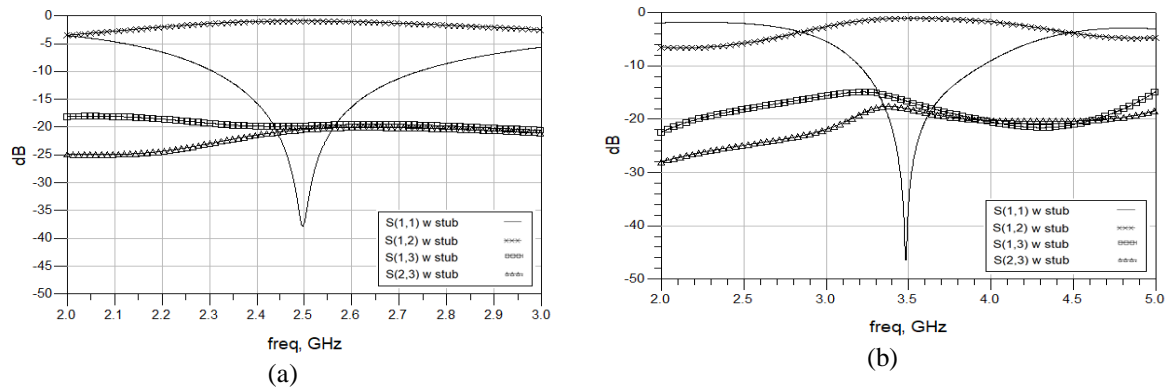 0
-5
-10
-15
-20
-25
-30
-35
-40
-45
-50
dB
S(1,1) w stub
S(1,2) w stub
S(1,3) w stub
S(2,3) w stub
2.0 2.1 2.2 2.3 2.4 2.5 2.6 2.7 2.8 2.9 3.0
freq, GHz
(a)
0
-10
-20
-30
-40
-50
dB
S(1,1) w stub
S(1,2) w stub
S(1,3) w stub
S(2,3) w stub
2.0 2.5 3.0 3.5 4.0 4.5 5.0
freq, GHz
(b)